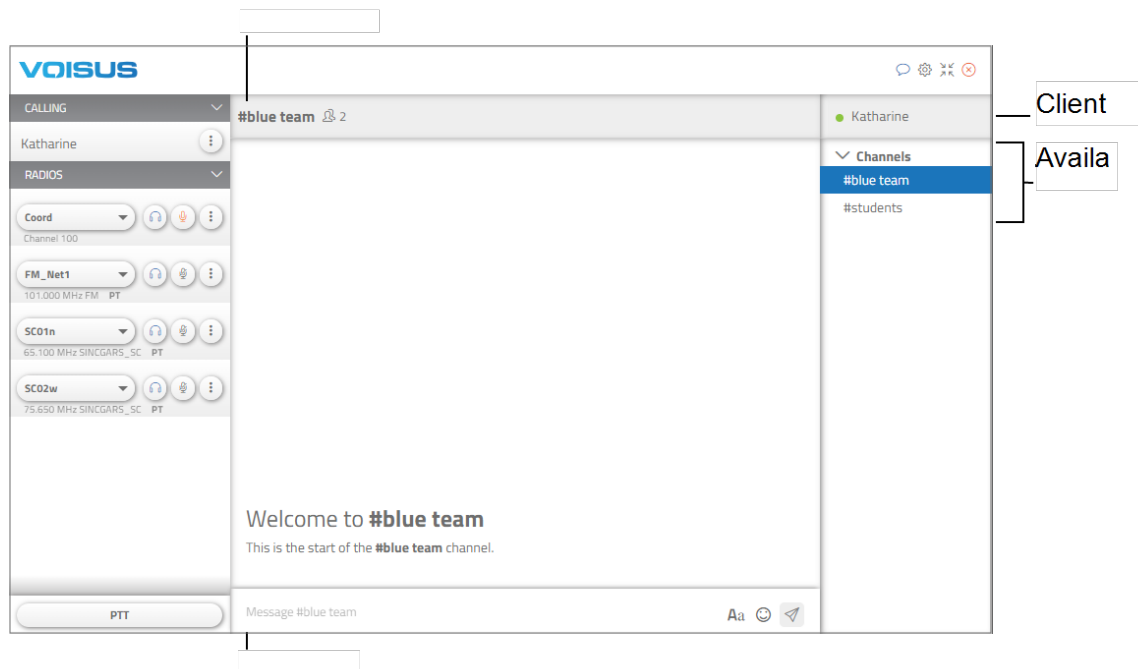 VOISUS
CALLING
Katharine
RADIOS
Coord
Channel 100
FM_Net1
101.000 MHz FM PT
SC01n
65.100 MHz SINCGARS_SC PT
SC02w
75.650 MHz SINCGARS_SC PT
PTT
#blue team 2
Welcome to #blue team
This is the start of the #blue team channel.
Message #blue team
Aa
Katharine
Channels
#blue team
#students
Client
Availa